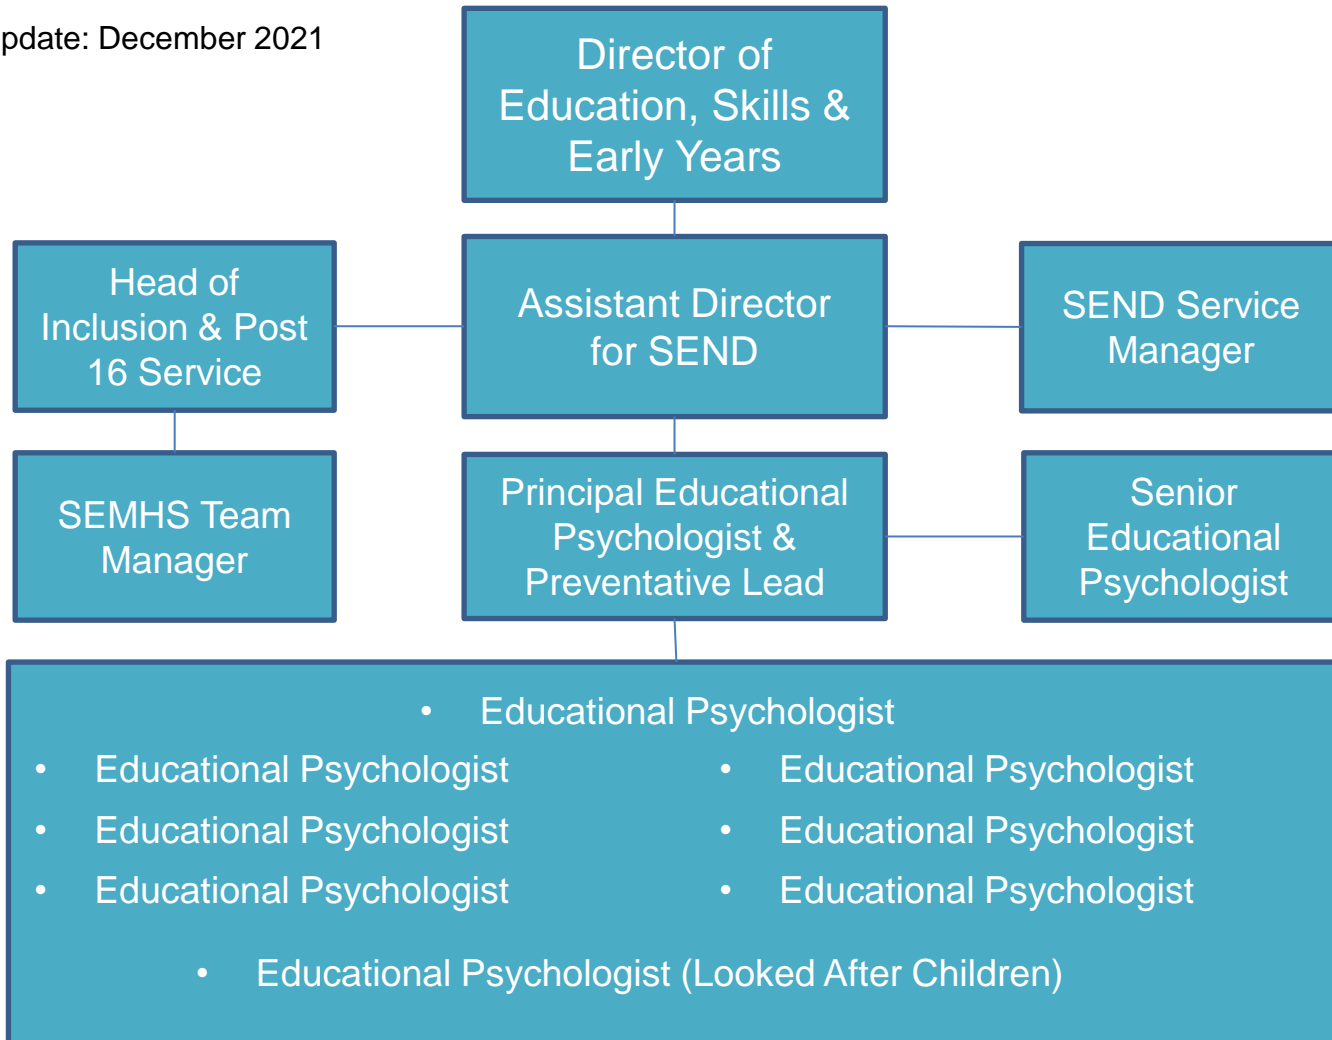 pdate: December 2021
Director of
Education, Skills &
Early Years
Head of
Inclusion & Post
16 Service
Assistant Director
for SEND
SEND Service
Manager
SEMHS Team
Manager
Principal Educational
Psychologist &
Preventative Lead
Senior
Educational
Psychologist
• Educational Psychologist
• Educational Psychologist
• Educational Psychologist
• Educational Psychologist
• Educational Psychologist
• Educational Psychologist
• Educational Psychologist
• Educational Psychologist (Looked After Children)